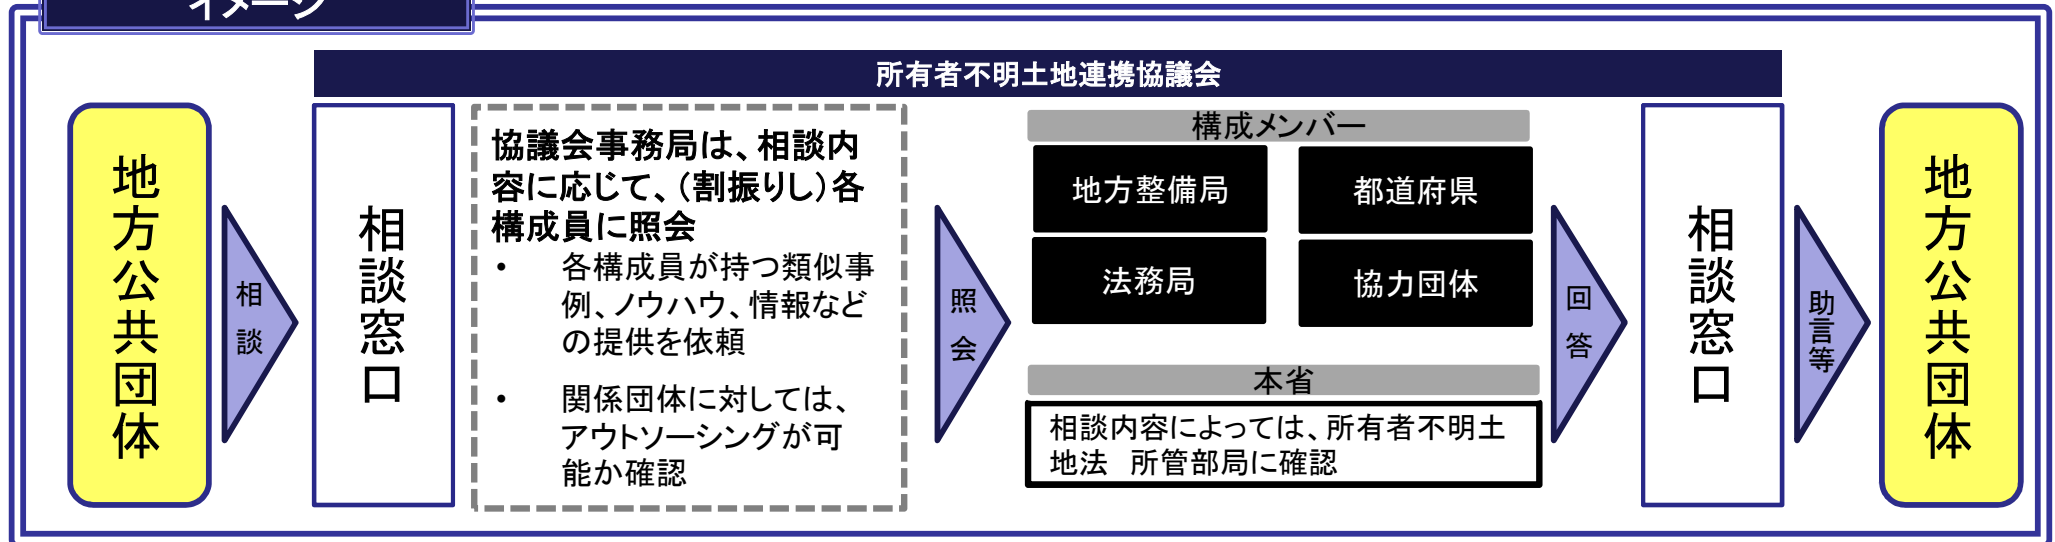 イメージ
所有者不明土地連携協議会
地方公共団体
相談
相談窓口
協議会事務局は、相談内
容に応じて、（割振りし）各
構成員に照会
• 各構成員が持つ類似事
例、ノウハウ、情報など
の提供を依頼
• 関係団体に対しては、
アウトソーシングが可
能か確認
照会
構成メンバー
地方整備局
都道府県
法務局
協力団体
本省
相談内容によっては、所有者不明土
地法　所管部局に確認
回答
相談窓口
助言等
地方公共団体